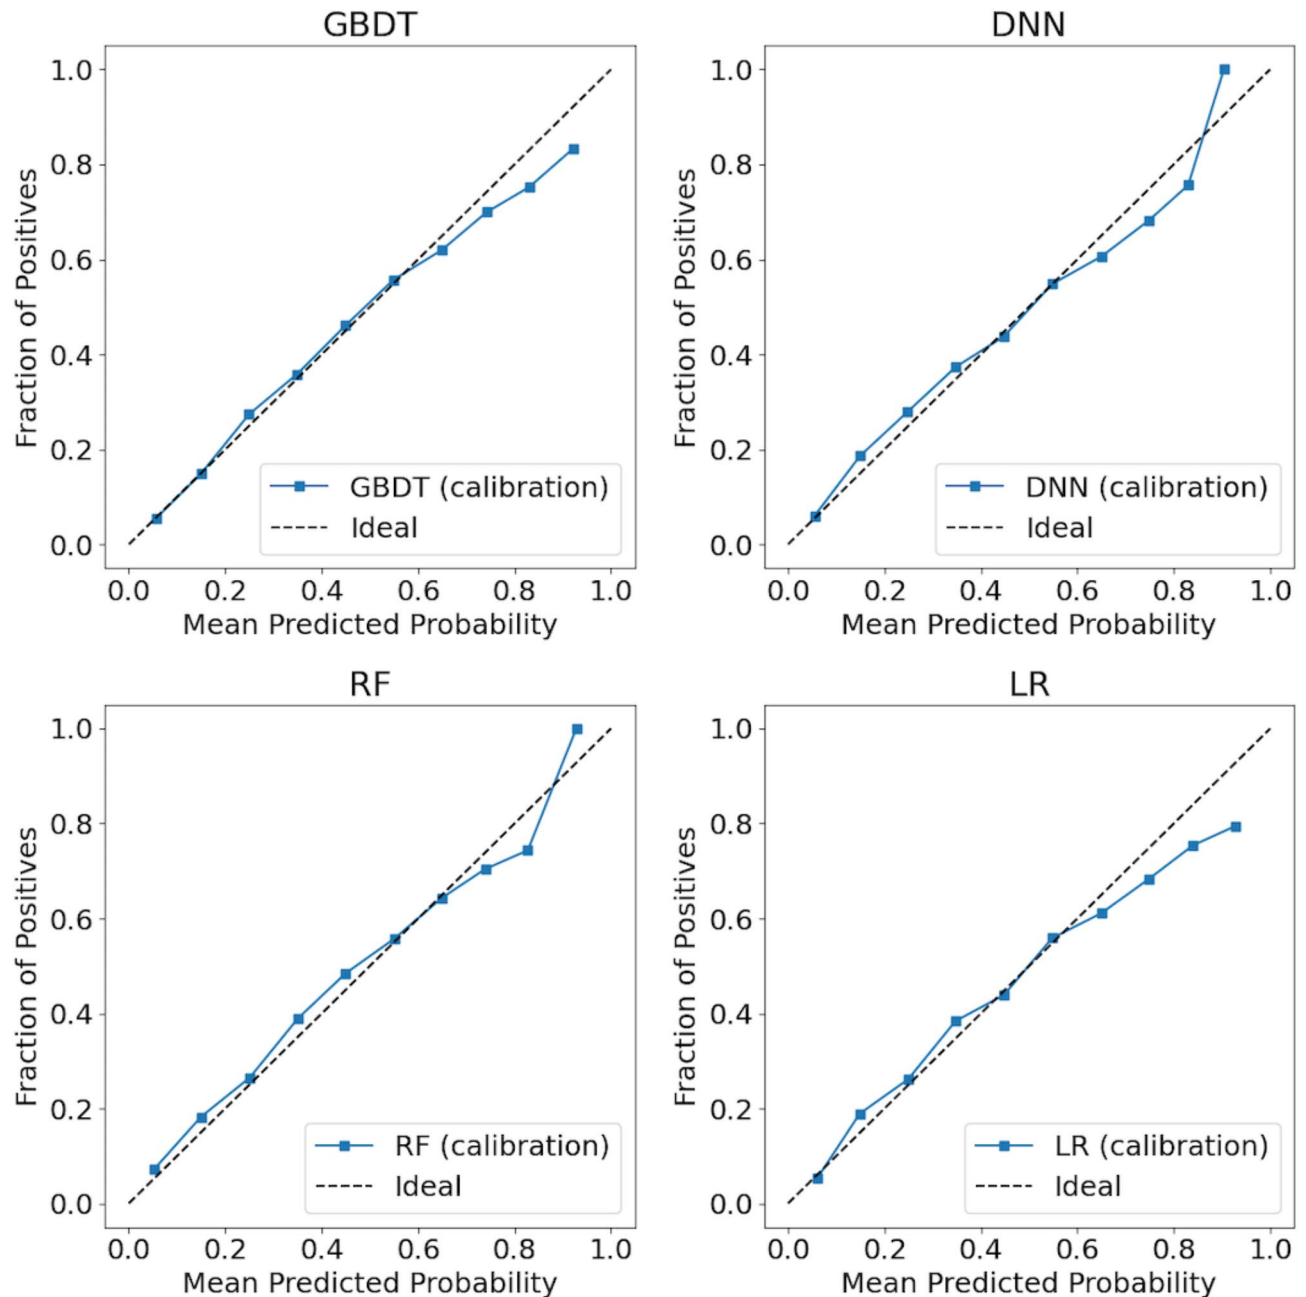 GBDT
1.0
0.8
0.6
0.4
0.2
0.0
Fraction of Positives
GBDT (calibration)
Ideal
0.0 0.2 0.4 0.6 0.8 1.0
Mean Predicted Probability
DNN
1.0
0.8
0.6
0.4
0.2
0.0
Fraction of Positives
DNN (calibration)
Ideal
0.0 0.2 0.4 0.6 0.8 1.0
Mean Predicted Probability
RF
1.0
0.8
0.6
0.4
0.2
0.0
Fraction of Positives
RF (calibration)
Ideal
0.0 0.2 0.4 0.6 0.8 1.0
Mean Predicted Probability
LR
1.0
0.8
0.6
0.4
0.2
0.0
Fraction of Positives
LR (calibration)
Ideal
0.0 0.2 0.4 0.6 0.8 1.0
Mean Predicted Probability